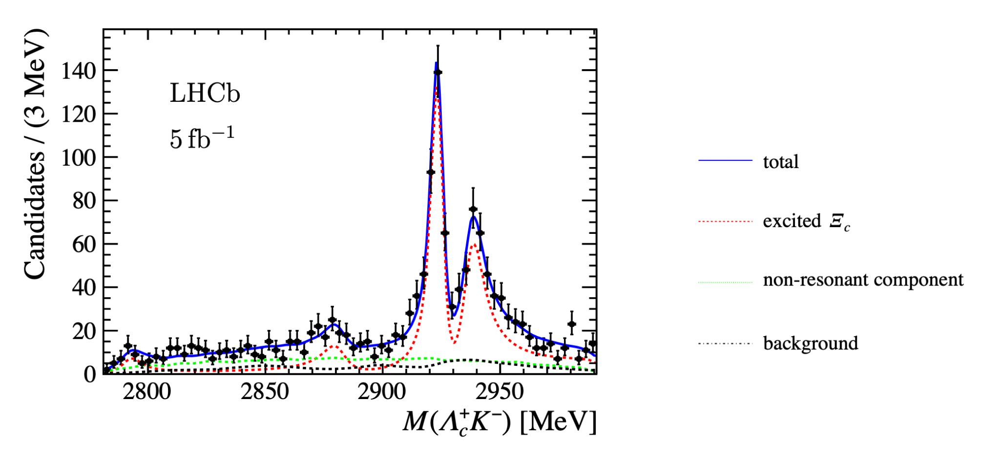 Candidates / (3 MeV)
140
120
100
80
60
40
20
0
LHCb
5 fb⁻¹
2800 2850 2900 2950
M(Λc⁺K⁻) [MeV]
total
excited Ξc
non-resonant component
background